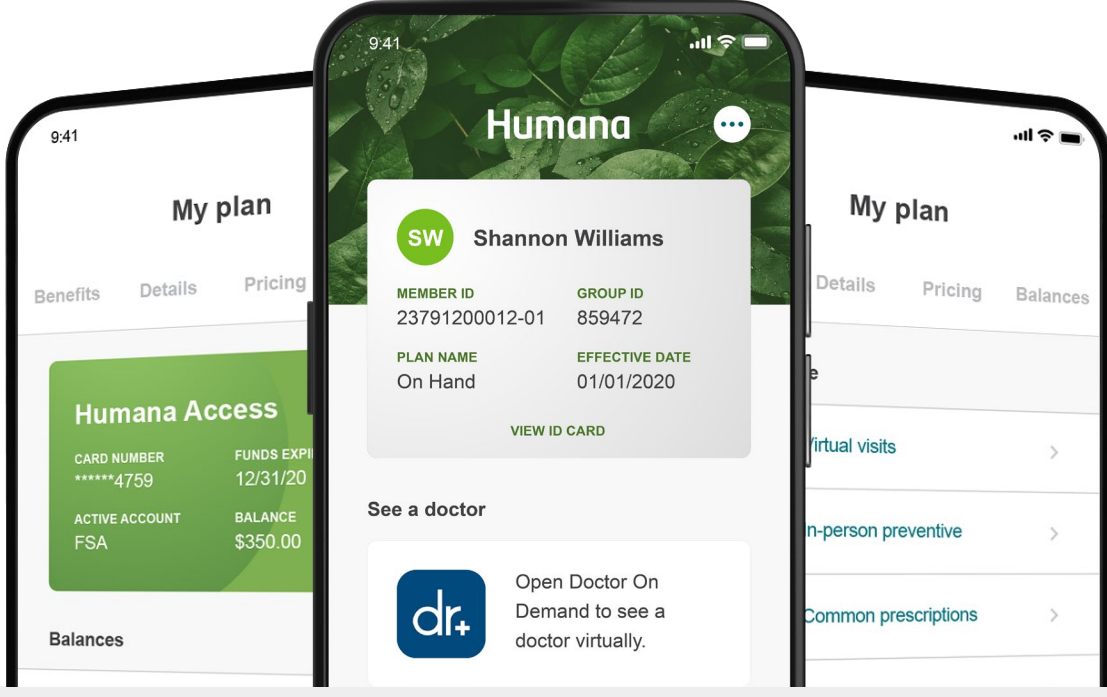 9:41
My plan
Benefits Details Pricing
Humana Access
CARD NUMBER FUNDS
******4759 12/31/20
ACTIVE ACCOUNT BALANCE
FSA $350.00
Balances
9:41
Humana
SW Shannon Williams
MEMBER ID GROUP ID
23791200012-01 859472
PLAN NAME EFFECTIVE DATE
On Hand 01/01/2020
VIEW ID CARD
See a doctor
dr+
Open Doctor On
Demand to see a
doctor virtually.
My plan
Details Pricing Balances
visits
preventive
Common prescriptions